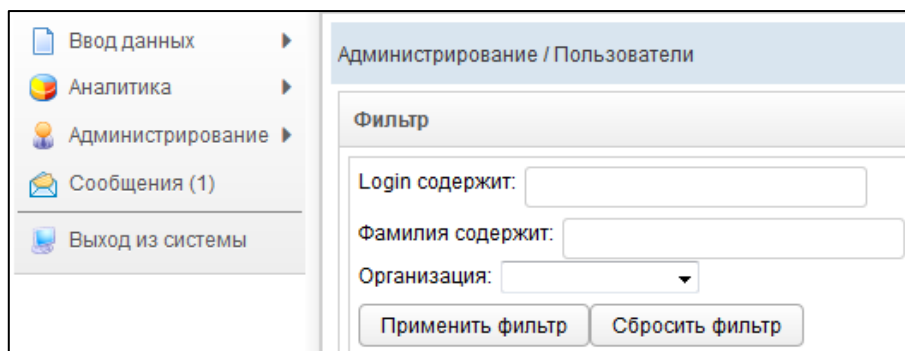 Ввод данных
Аналитика
Администрирование
Сообщения (1)
Выход из системы
Администрирование / Пользователи
Фильтр
Login содержит:
Фамилия содержит:
Организация:
Применить фильтр Сбросить фильтр